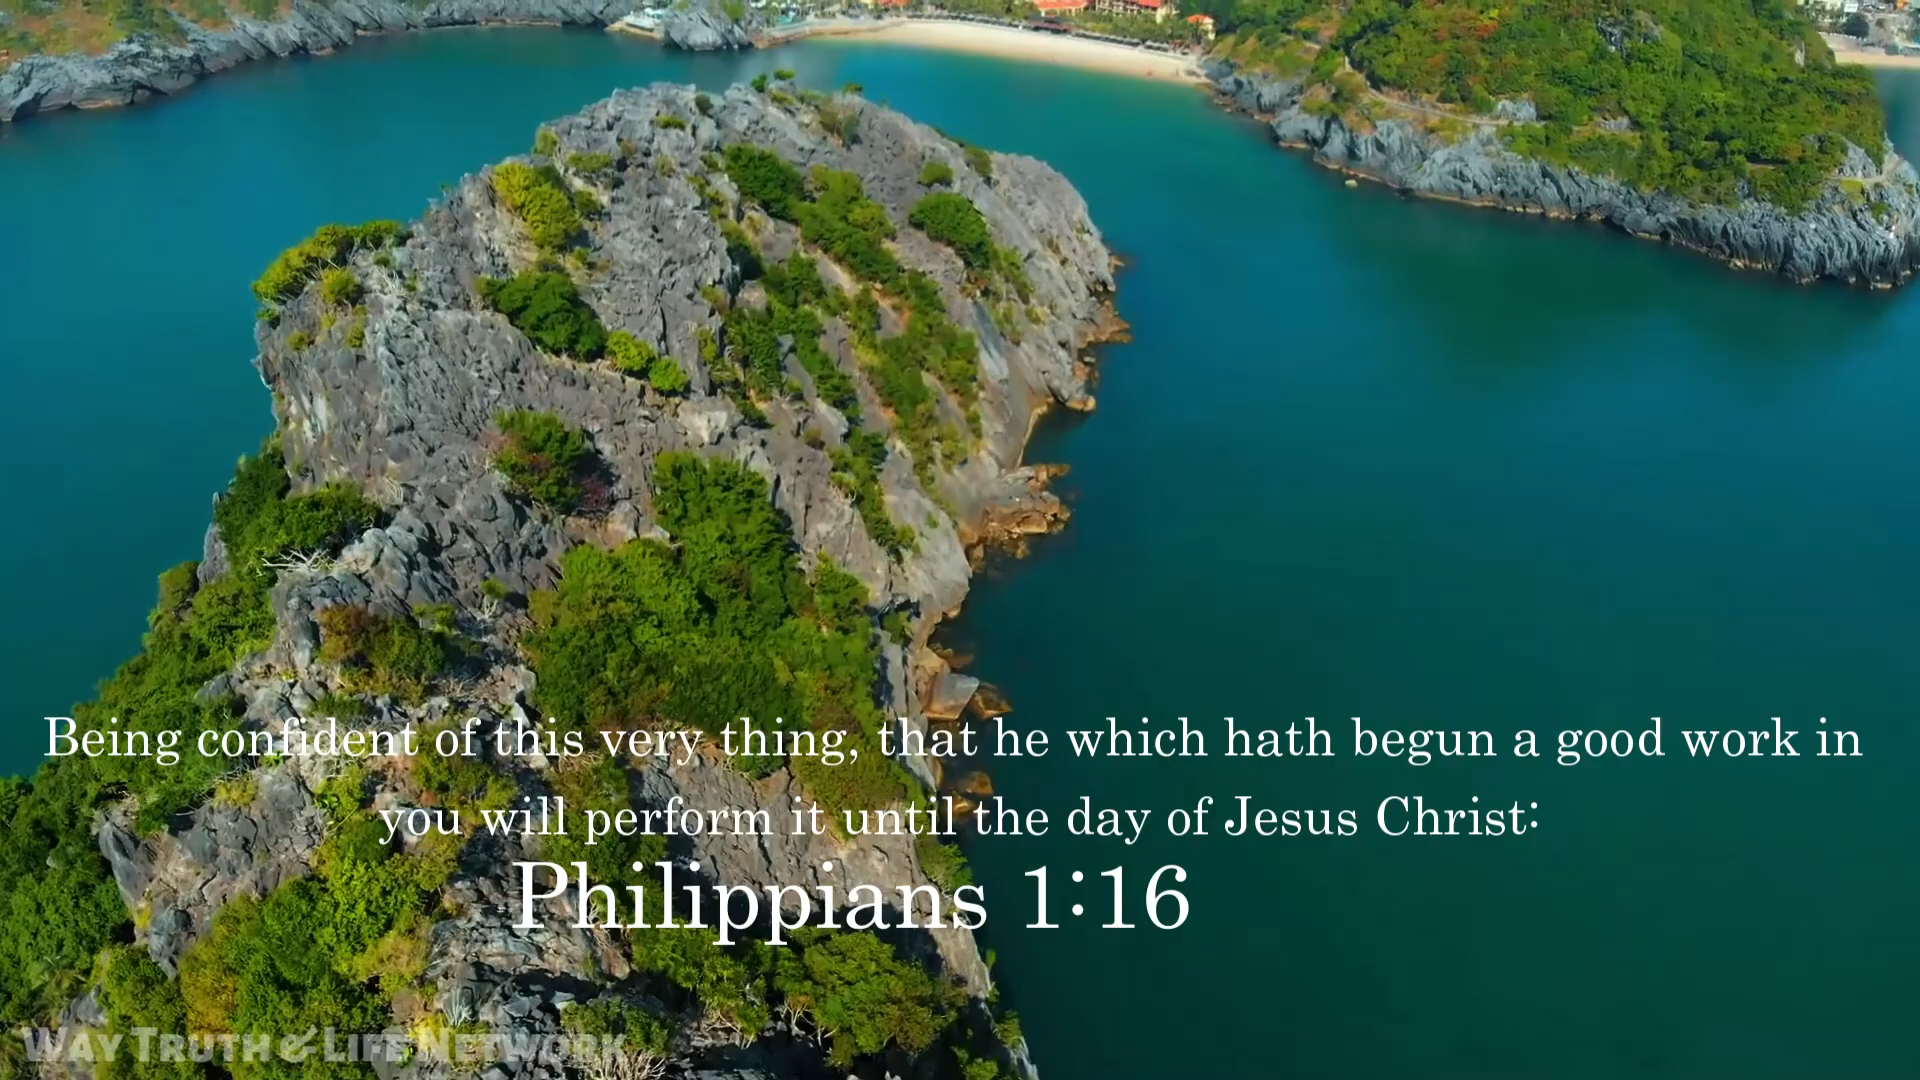 Being confident of this very thing, that he which hath begun a good work in
you will perform it until the day of Jesus Christ:
Philippians 1:16
WAY TRUTH & LIFE NETWORK